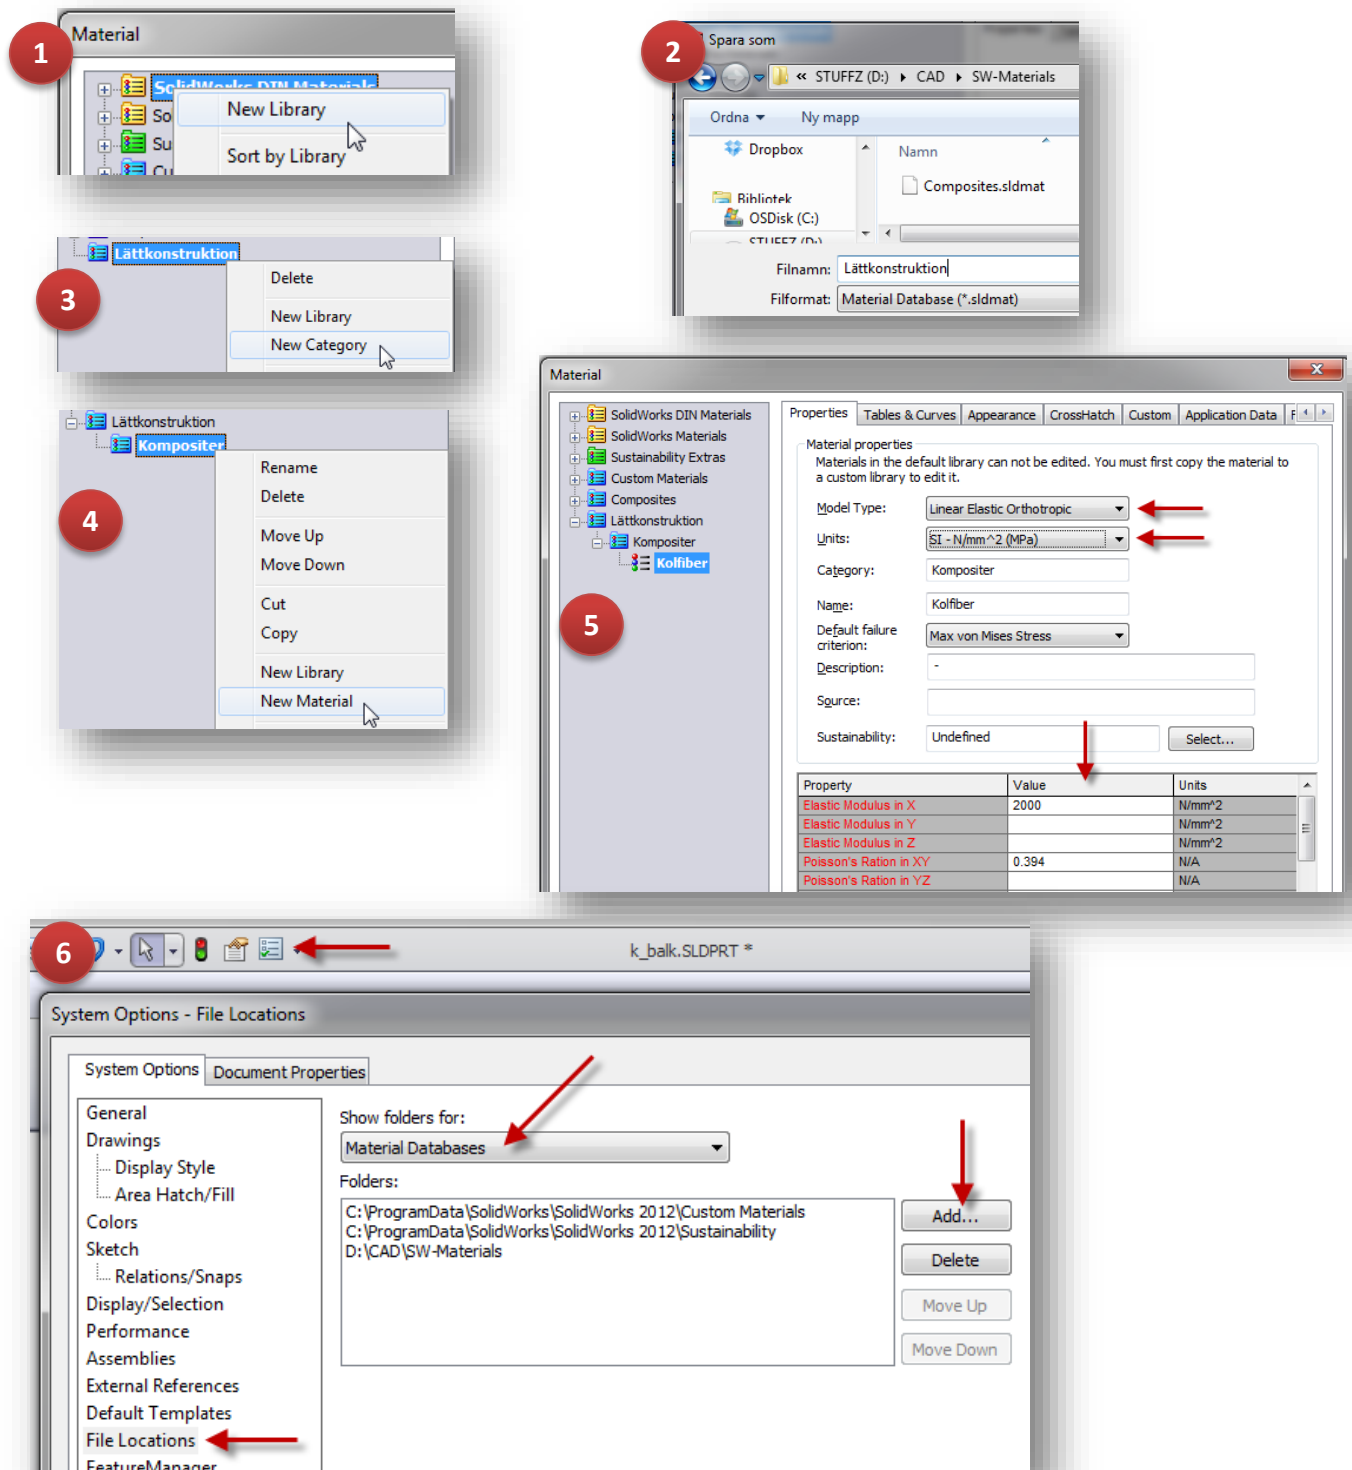 1
Material
SolidWorks DIN Materials
So
Su
Cu
New Library
Sort by Library
2
Spara som
« STUFFZ (D:) CAD SW-Materials
Ordna Ny mapp
Dropbox
Bibliotek
OSDisk (C:)
STUFFZ (D:)
Namn
Composites.sldmat
Filnamn: Lättkonstruktion
Filformat: Material Database (*.sldmat)
3
Lättkonstruktion
Delete
New Library
New Category
4
Lättkonstruktion
Kompositer
Rename
Delete
Move Up
Move Down
Cut
Copy
New Library
New Material
5
Material
x
SolidWorks DIN Materials
SolidWorks Materials
Sustainability Extras
Custom Materials
Composites
Lättkonstruktion
Kompositer
Kolfiber
Properties Tables & Curves Appearance CrossHatch Custom Application Data F
Material properties
Materials in the default library can not be edited. You must first copy the material to
a custom library to edit it.
Model Type: Linear Elastic Orthotropic
Units: SI - N/mm^2 (MPa)
Category: Kompositer
Name: Kolfiber
Default failure
criterion: Max von Mises Stress
Description: -
Source:
Sustainability: Undefined Select...
Property Value Units
Elastic Modulus in X 2000 N/mm^2
Elastic Modulus in Y N/mm^2
Elastic Modulus in Z N/mm^2
Poisson's Ration in XY 0.394 N/A
Poisson's Ration in YZ N/A
6
k_balk.SLDPRT *
System Options - File Locations
System Options Document Properties
General
Drawings
Display Style
Area Hatch/Fill
Colors
Sketch
Relations/Snaps
Display/Selection
Performance
Assemblies
External References
Default Templates
File Locations
FeatureManager
Show folders for:
Material Databases
Folders:
C:\ProgramData\SolidWorks\SolidWorks 2012\Custom Materials
C:\ProgramData\SolidWorks\SolidWorks 2012\Sustainability
D:\CAD\SW-Materials
Add...
Delete
Move Up
Move Down